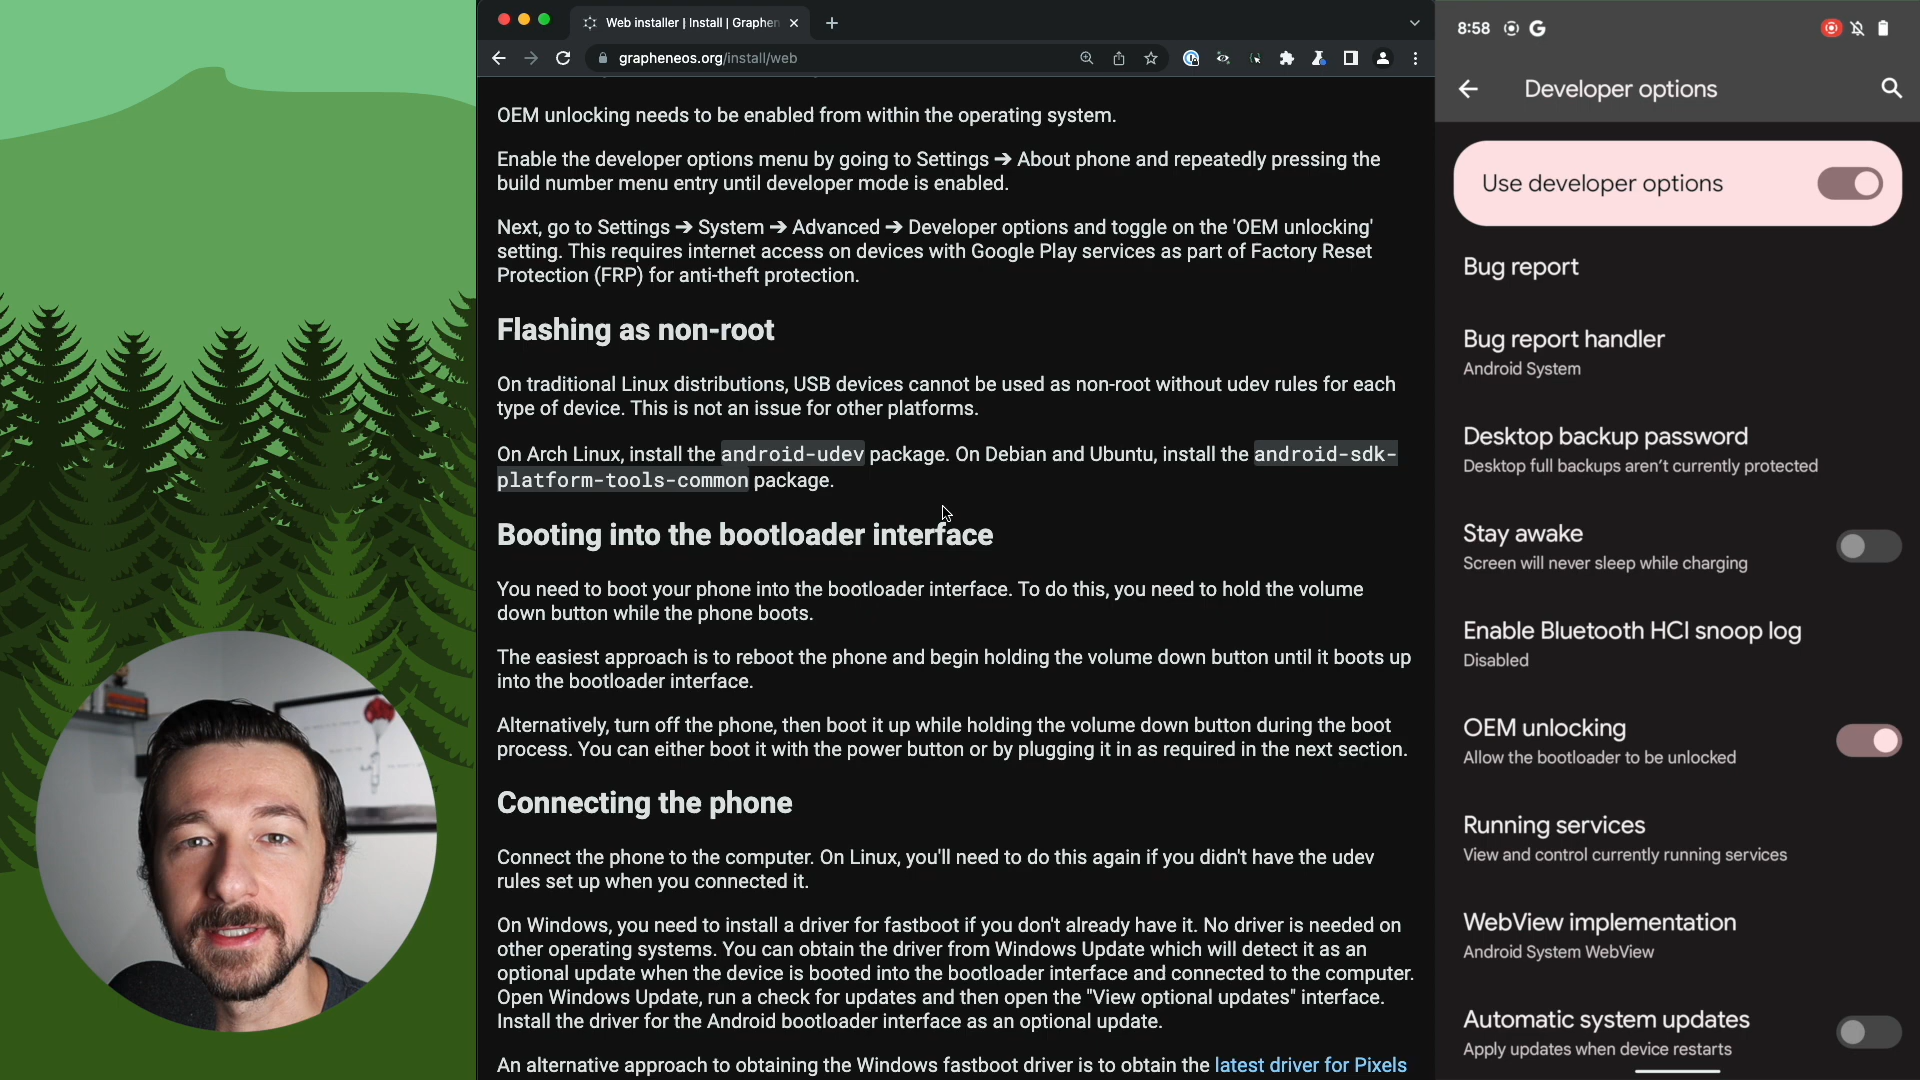 Web installer | Install | Graphen
grapheneos.org/install/web
OEM unlocking needs to be enabled from within the operating system.
Enable the developer options menu by going to Settings ➔ About phone and repeatedly pressing the
build number menu entry until developer mode is enabled.
Next, go to Settings ➔ System ➔ Advanced ➔ Developer options and toggle on the 'OEM unlocking'
setting. This requires internet access on devices with Google Play services as part of Factory Reset
Protection (FRP) for anti-theft protection.
Flashing as non-root
On traditional Linux distributions, USB devices cannot be used as non-root without udev rules for each
type of device. This is not an issue for other platforms.
On Arch Linux, install the android-udev package. On Debian and Ubuntu, install the android-sdk-
platform-tools-common package.
Booting into the bootloader interface
You need to boot your phone into the bootloader interface. To do this, you need to hold the volume
down button while the phone boots.
The easiest approach is to reboot the phone and begin holding the volume down button until it boots up
into the bootloader interface.
Alternatively, turn off the phone, then boot it up while holding the volume down button during the boot
process. You can either boot it with the power button or by plugging it in as required in the next section.
Connecting the phone
Connect the phone to the computer. On Linux, you'll need to do this again if you didn't have the udev
rules set up when you connected it.
On Windows, you need to install a driver for fastboot if you don't already have it. No driver is needed on
other operating systems. You can obtain the driver from Windows Update which will detect it as an
optional update when the device is booted into the bootloader interface and connected to the computer.
Open Windows Update, run a check for updates and then open the "View optional updates" interface.
Install the driver for the Android bootloader interface as an optional update.
An alternative approach to obtaining the Windows fastboot driver is to obtain the latest driver for Pixels
8:58
Developer options
Use developer options
Bug report
Bug report handler
Android System
Desktop backup password
Desktop full backups aren't currently protected
Stay awake
Screen will never sleep while charging
Enable Bluetooth HCI snoop log
Disabled
OEM unlocking
Allow the bootloader to be unlocked
Running services
View and control currently running services
WebView implementation
Android System WebView
Automatic system updates
Apply updates when device restarts